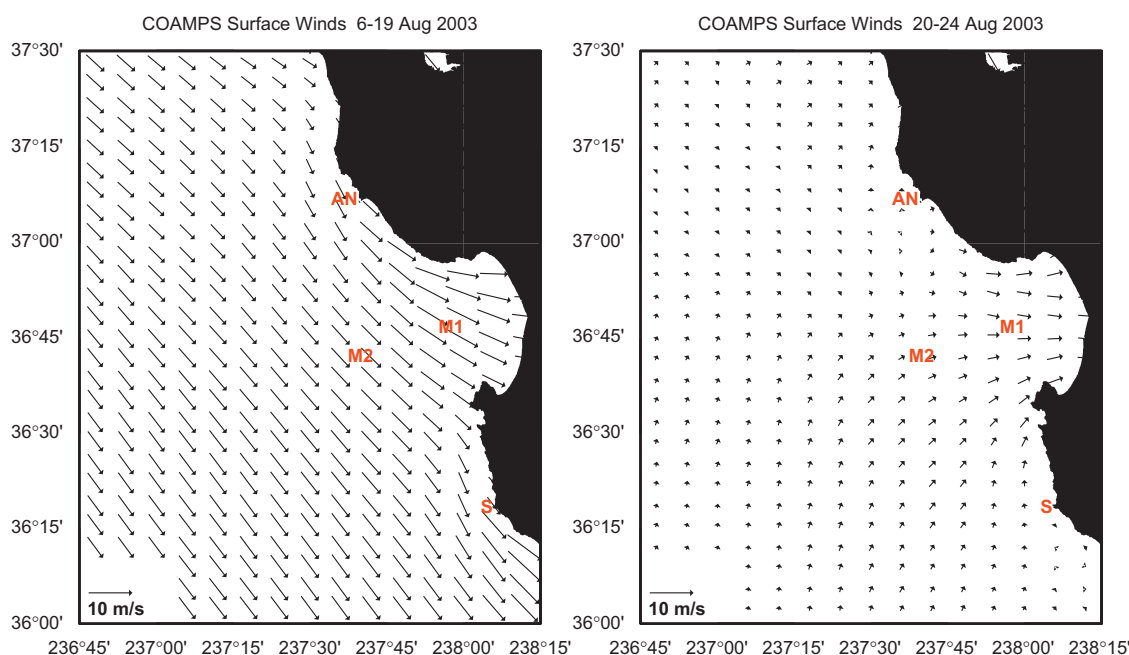 COAMPS Surface Winds 6-19 Aug 2003
37°30'
37°15'
37°00'
36°45'
36°30'
36°15'
36°00'
AN
M1
M2
S
10 m/s
236°45' 237°00' 237°15' 237°30' 237°45' 238°00' 238°15'
COAMPS Surface Winds 20-24 Aug 2003
37°30'
37°15'
37°00'
36°45'
36°30'
36°15'
36°00'
AN
M1
M2
S
10 m/s
236°45' 237°00' 237°15' 237°30' 237°45' 238°00' 238°15'